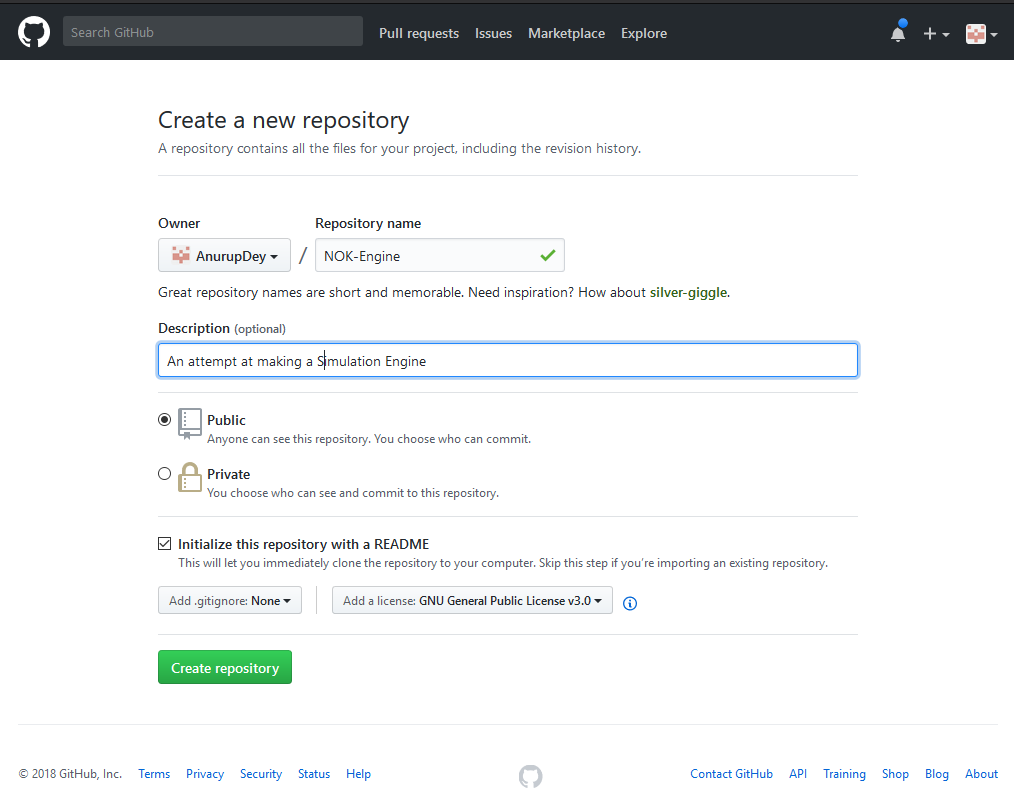 Search GitHub Pull requests Issues Marketplace Explore
Create a new repository
A repository contains all the files for your project, including the revision history.
Owner Repository name
AnurupDey / NOK-Engine
Great repository names are short and memorable. Need inspiration? How about silver-giggle.
Description (optional)
An attempt at making a Simulation Engine
Public
Anyone can see this repository. You choose who can commit.
Private
You choose who can see and commit to this repository.
Initialize this repository with a README
This will let you immediately clone the repository to your computer. Skip this step if you're importing an existing repository.
Add .gitignore: None Add a license: GNU General Public License v3.0
Create repository
© 2018 GitHub, Inc. Terms Privacy Security Status Help Contact GitHub API Training Shop Blog About